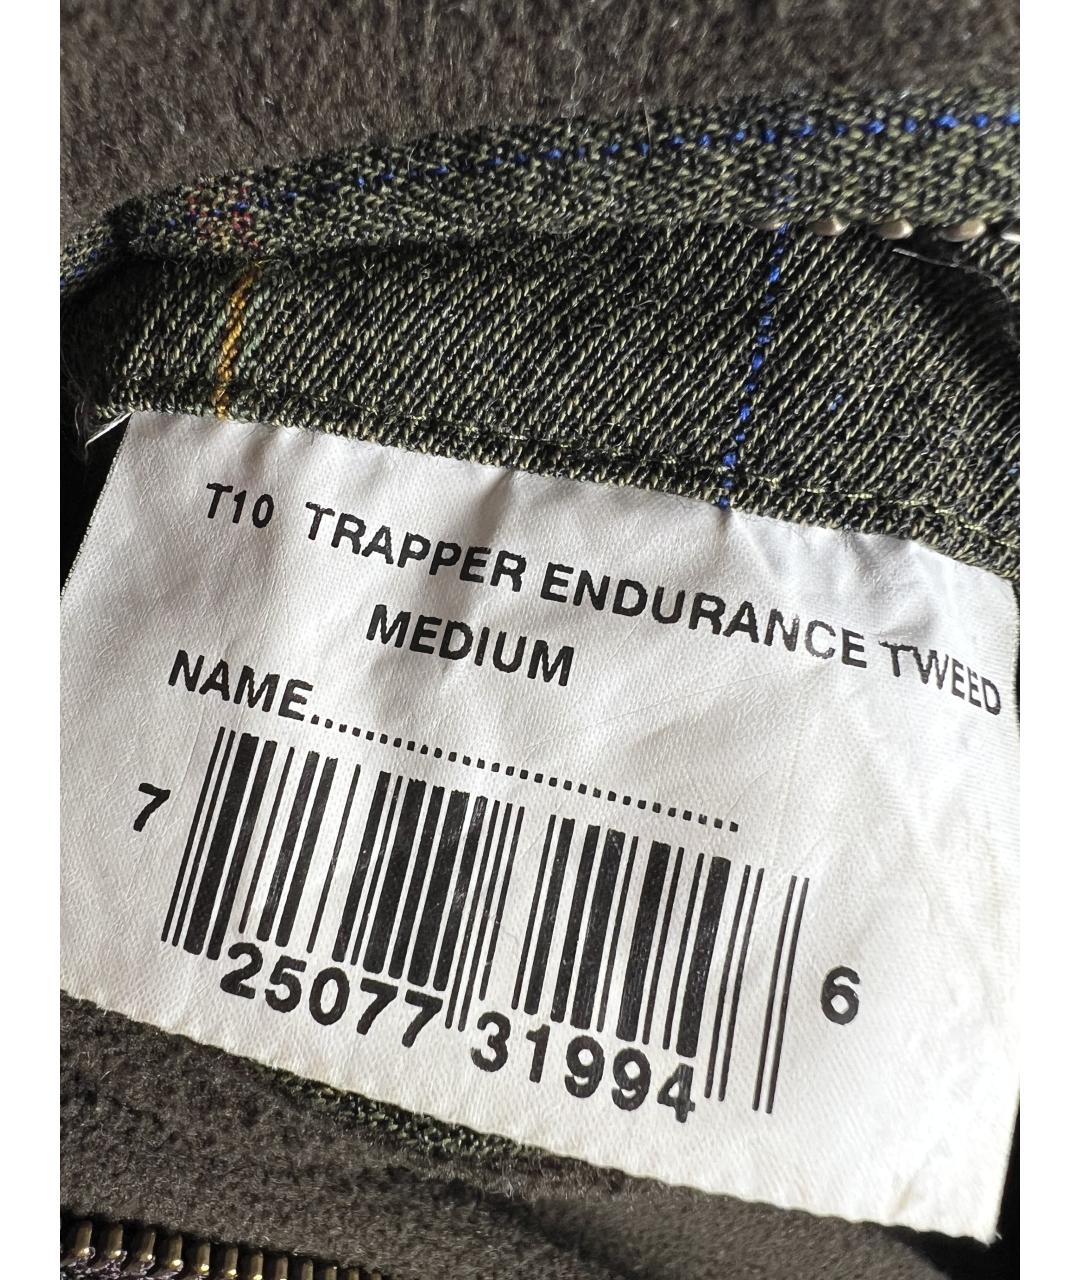 T10 TRAPPER ENDURANCE TWEED
MEDIUM
NAME.................................
7 25077 31994 6